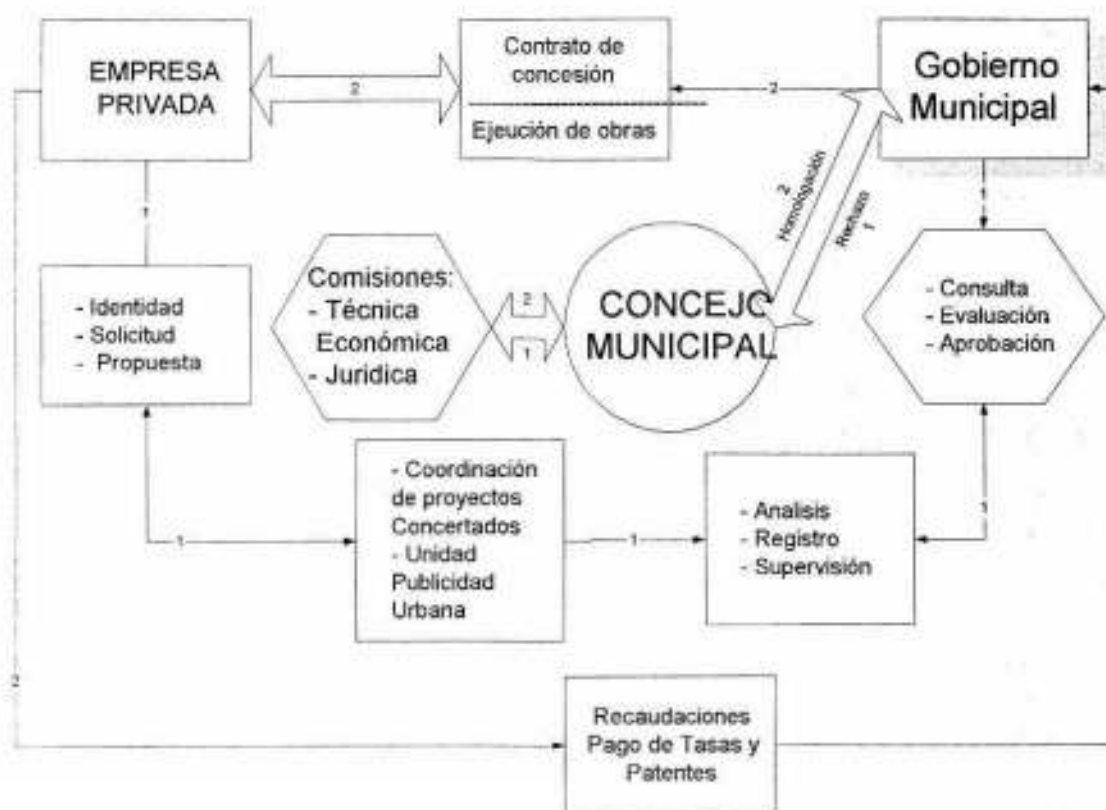 EMPRESA
PRIVADA
2
Contrato de
concesión
Ejeución de obras
2
Gobierno
Municipal
1
2
Homologación
Rechazo
1
1
- Identidad
- Solicitud
- Propuesta
Comisiones:
- Técnica
Económica
- Juridica
2
1
CONCEJO
MUNICIPAL
- Consulta
- Evaluación
- Aprobación
1
- Coordinación
de proyectos
Concertados
- Unidad
Publicidad
Urbana
1
- Analisis
- Registro
- Supervisión
2
Recaudaciones
Pago de Tasas y
Patentes